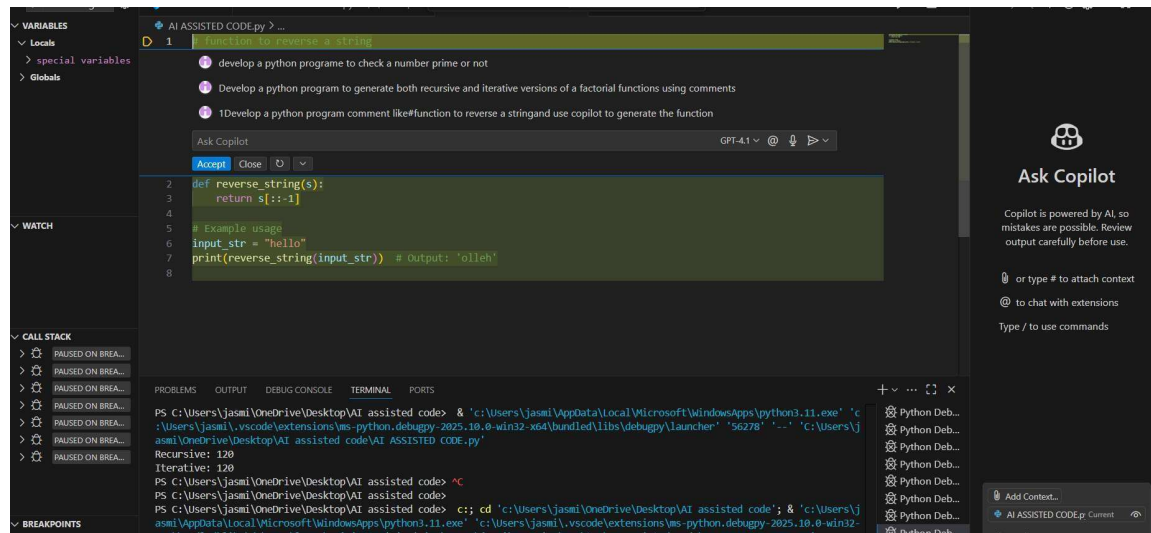 VARIABLES
Locals
special variables
Globals
WATCH
CALL STACK
PAUSED ON BREA...
PAUSED ON BREA...
PAUSED ON BREA...
PAUSED ON BREA...
PAUSED ON BREA...
PAUSED ON BREA...
PAUSED ON BREA...
BREAKPOINTS
AI ASSISTED CODE.py > ...
1 # function to reverse a string
develop a python programe to check a number prime or not
Develop a python program to generate both recursive and iterative versions of a factorial functions using comments
1Develop a python program comment like#function to reverse a stringand use copilot to generate the function
Ask Copilot GPT-4.1
Accept Close
2 def reverse_string(s):
3 return s[::-1]
4
5 # Example usage
6 input_str = "hello"
7 print(reverse_string(input_str)) # Output: 'olleh'
8
PROBLEMS OUTPUT DEBUG CONSOLE TERMINAL PORTS
PS C:\Users\jasmi\OneDrive\Desktop\AI assisted code> & 'c:\Users\jasmi\AppData\Local\Microsoft\WindowsApps\python3.11.exe' 'c
:\Users\jasmi\.vscode\extensions\ms-python.debugpy-2025.10.0-win32-x64\bundled\libs\debugpy\launcher' '56278' '--' 'C:\Users\j
asmi\OneDrive\Desktop\AI assisted code\AI ASSISTED CODE.py'
Recursive: 120
Iterative: 120
PS C:\Users\jasmi\OneDrive\Desktop\AI assisted code> ^C
PS C:\Users\jasmi\OneDrive\Desktop\AI assisted code>
PS C:\Users\jasmi\OneDrive\Desktop\AI assisted code> c:; cd 'c:\Users\jasmi\OneDrive\Desktop\AI assisted code'; & 'c:\Users\j
asmi\AppData\Local\Microsoft\WindowsApps\python3.11.exe' 'c:\Users\jasmi\.vscode\extensions\ms-python.debugpy-2025.10.0-win32-
Python Deb...
Python Deb...
Python Deb...
Python Deb...
Python Deb...
Python Deb...
Python Deb...
Python Deb...
Ask Copilot
Copilot is powered by AI, so
mistakes are possible. Review
output carefully before use.
or type # to attach context
@ to chat with extensions
Type / to use commands
Add Context...
AI ASSISTED CODE.p Current